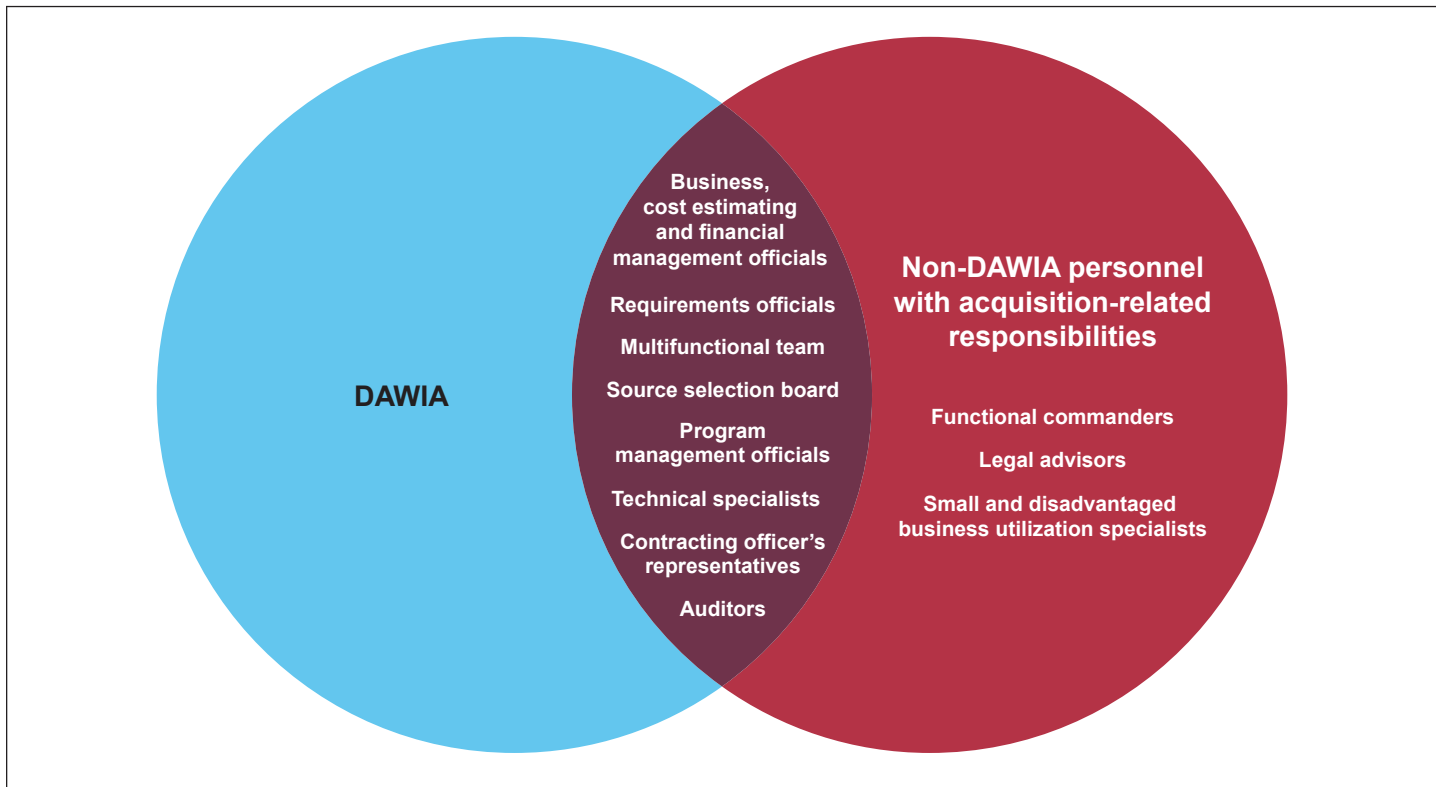 DAWIA
Business,
cost estimating
and financial
management officials
Requirements officials
Multifunctional team
Source selection board
Program
management officials
Technical specialists
Contracting officer’s
representatives
Auditors
Non-DAWIA personnel
with acquisition-related
responsibilities
Functional commanders
Legal advisors
Small and disadvantaged
business utilization specialists